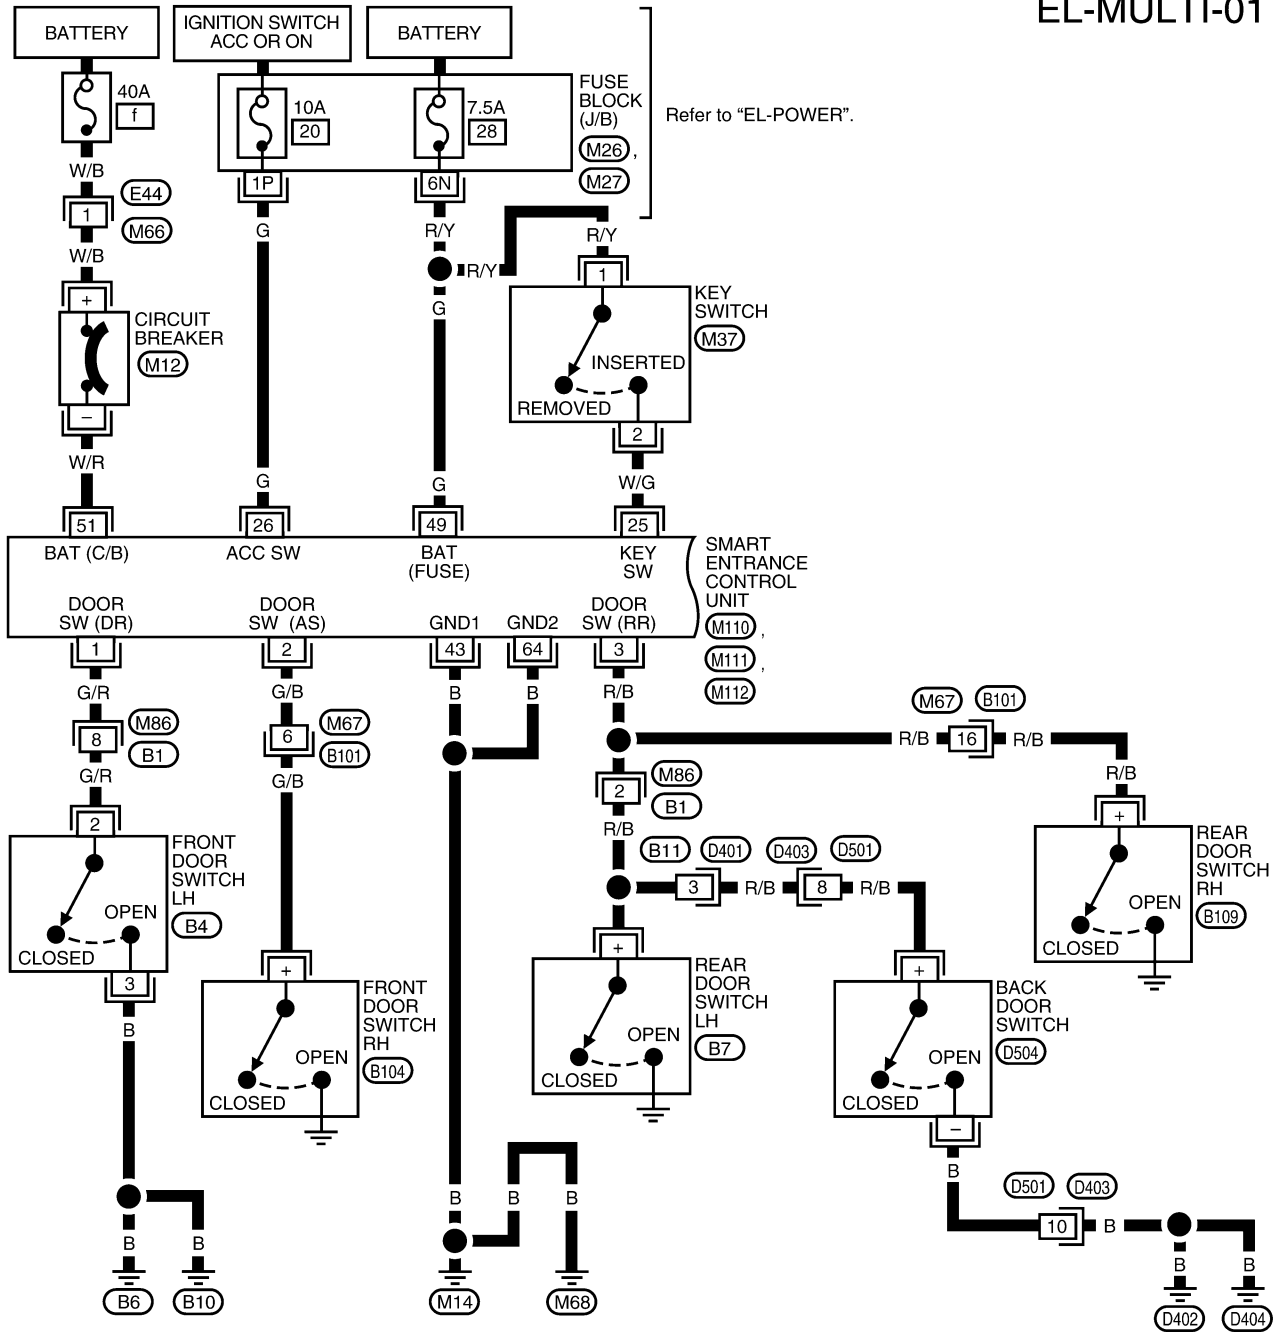 EL-MULTI-01
BATTERY
IGNITION SWITCH
ACC OR ON
BATTERY
40A
f
10A
20
7.5A
28
FUSE
BLOCK
(J/B)
M26 ,
M27
Refer to “EL-POWER”.
W/B
1P
6N
E44
1
M66
G
R/Y
R/Y
R/Y
W/B
+
1
G
CIRCUIT
BREAKER
M12
KEY
SWITCH
M37
INSERTED
REMOVED
–
2
W/R
G
G
W/G
51
26
49
25
BAT (C/B)
ACC SW
BAT
(FUSE)
KEY
SW
SMART
ENTRANCE
CONTROL
UNIT
M110 ,
M111 ,
M112
DOOR
SW (DR)
DOOR
SW (AS)
GND1
GND2
DOOR
SW (RR)
1
2
43
64
3
G/R
G/B
B
B
R/B
M67
B101
M86
8
B1
M67
6
B101
R/B
16
R/B
G/R
G/B
M86
2
B1
R/B
R/B
+
2
FRONT
DOOR
SWITCH
LH
B4
OPEN
CLOSED
3
B11
D401
D403
D501
3
R/B
8
R/B
REAR
DOOR
SWITCH
RH
B109
OPEN
CLOSED
+
+
+
FRONT
DOOR
SWITCH
RH
B104
OPEN
CLOSED
REAR
DOOR
SWITCH
LH
B7
OPEN
CLOSED
BACK
DOOR
SWITCH
D504
OPEN
CLOSED
–
B
B
D501
D403
B
B
B
10
B
B
B
B
B
B6
B10
M14
M68
D402
D404